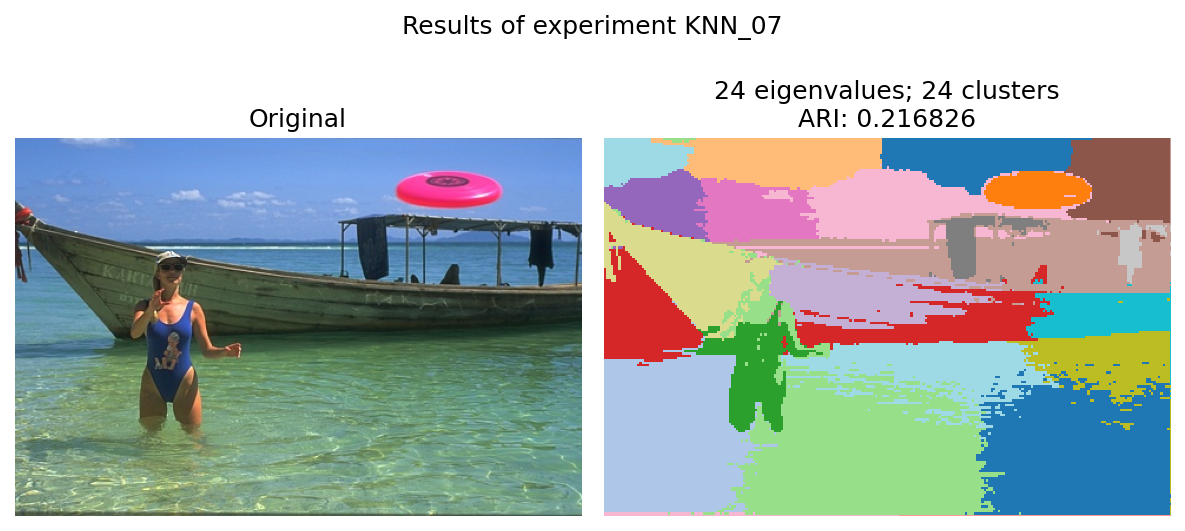 Results of experiment KNN_07
Original
24 eigenvalues; 24 clusters
ARI: 0.216826